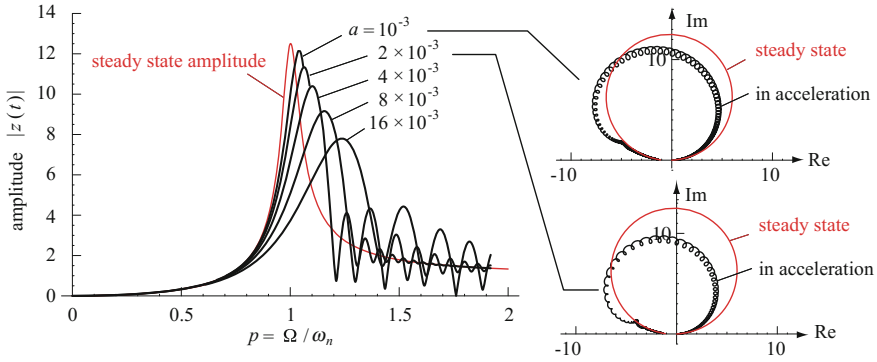 amplitude |z(t)|
14
12
10
8
6
4
2
0
0
0.5
1.0
1.5
2
p = Ω / ωn
steady state amplitude
a = 10⁻³
2 × 10⁻³
4 × 10⁻³
8 × 10⁻³
16 × 10⁻³
Im
10
steady state
in acceleration
-10
10
Re
Im
10
steady state
in acceleration
-10
10
Re